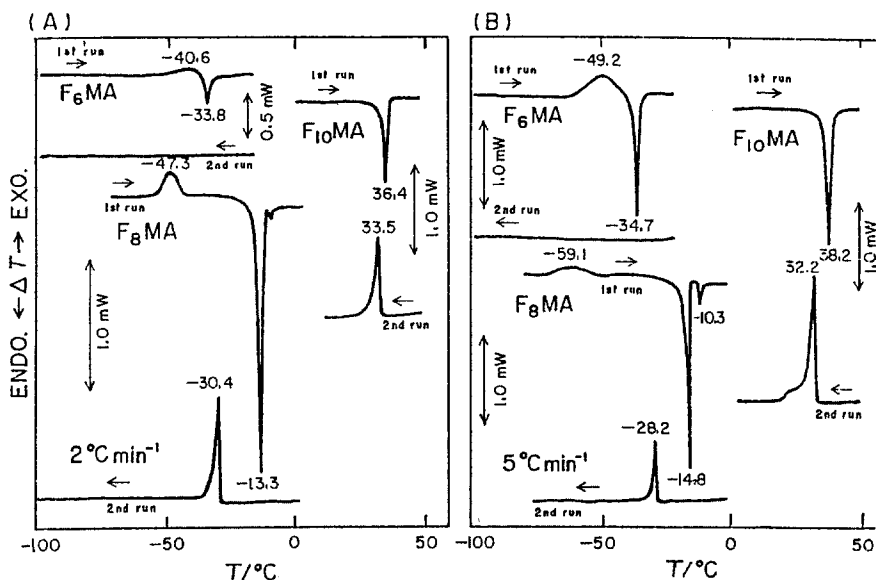 (A)
1st run
-40.6
F6MA
-33.8
0.5 mW
2nd run
F10MA
36.4
-47.3
1st run
F8MA
1.0 mW
33.5
1.0 mW
2nd run
-30.4
2 °C min⁻¹
-13.3
2nd run
ENDO. ← ΔT → EXO.
-100
-50
0
50
T/°C
(B)
1st run
-49.2
F6MA
1.0 mW
-34.7
2nd run
F10MA
38.2
1.0 mW
-59.1
1st run
F8MA
-10.3
32.2
1.0 mW
2nd run
-28.2
5 °C min⁻¹
-14.8
2nd run
-100
-50
0
50
T/°C